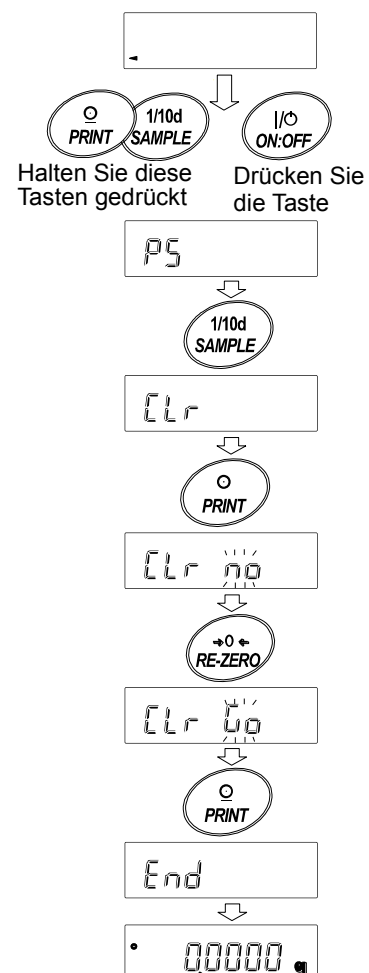 PRINT
1/10d
SAMPLE
I/⏻
ON:OFF
Halten Sie diese
Tasten gedrückt
Drücken Sie
die Taste
PS
1/10d
SAMPLE
CLr
PRINT
CLr no
→0←
RE-ZERO
CLr Go
PRINT
End
0.0000 g